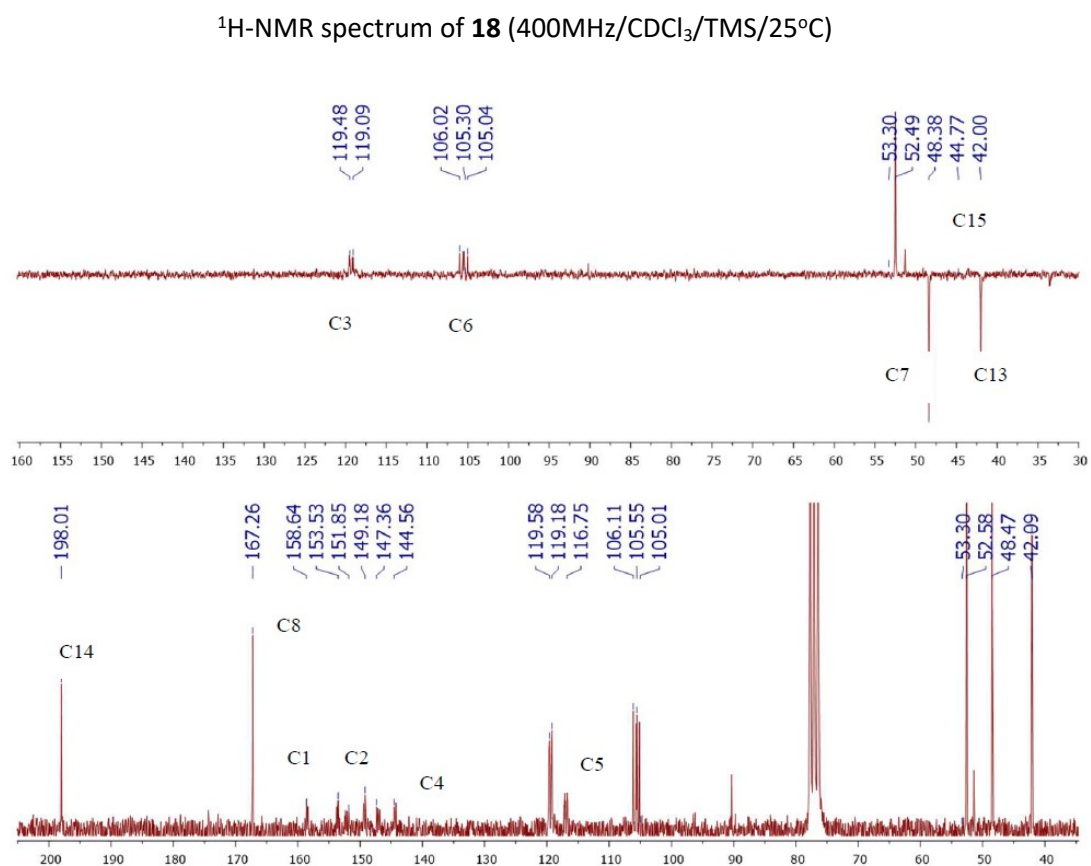 ¹H-NMR spectrum of 18 (400MHz/CDCl₃/TMS/25°C)
119.48
119.09
106.02
105.30
105.04
53.30
52.49
48.38
44.77
42.00
C15
C3
C6
C7
C13
160 155 150 145 140 135 130 125 120 115 110 105 100 95 90 85 80 75 70 65 60 55 50 45 40 35 30
198.01
167.26
158.64
153.53
151.85
149.18
147.36
144.56
119.58
119.18
116.75
106.11
105.55
105.01
53.30
52.58
48.47
42.09
C8
C14
C1
C2
C4
C5
200 190 180 170 160 150 140 130 120 110 100 90 80 70 60 50 40